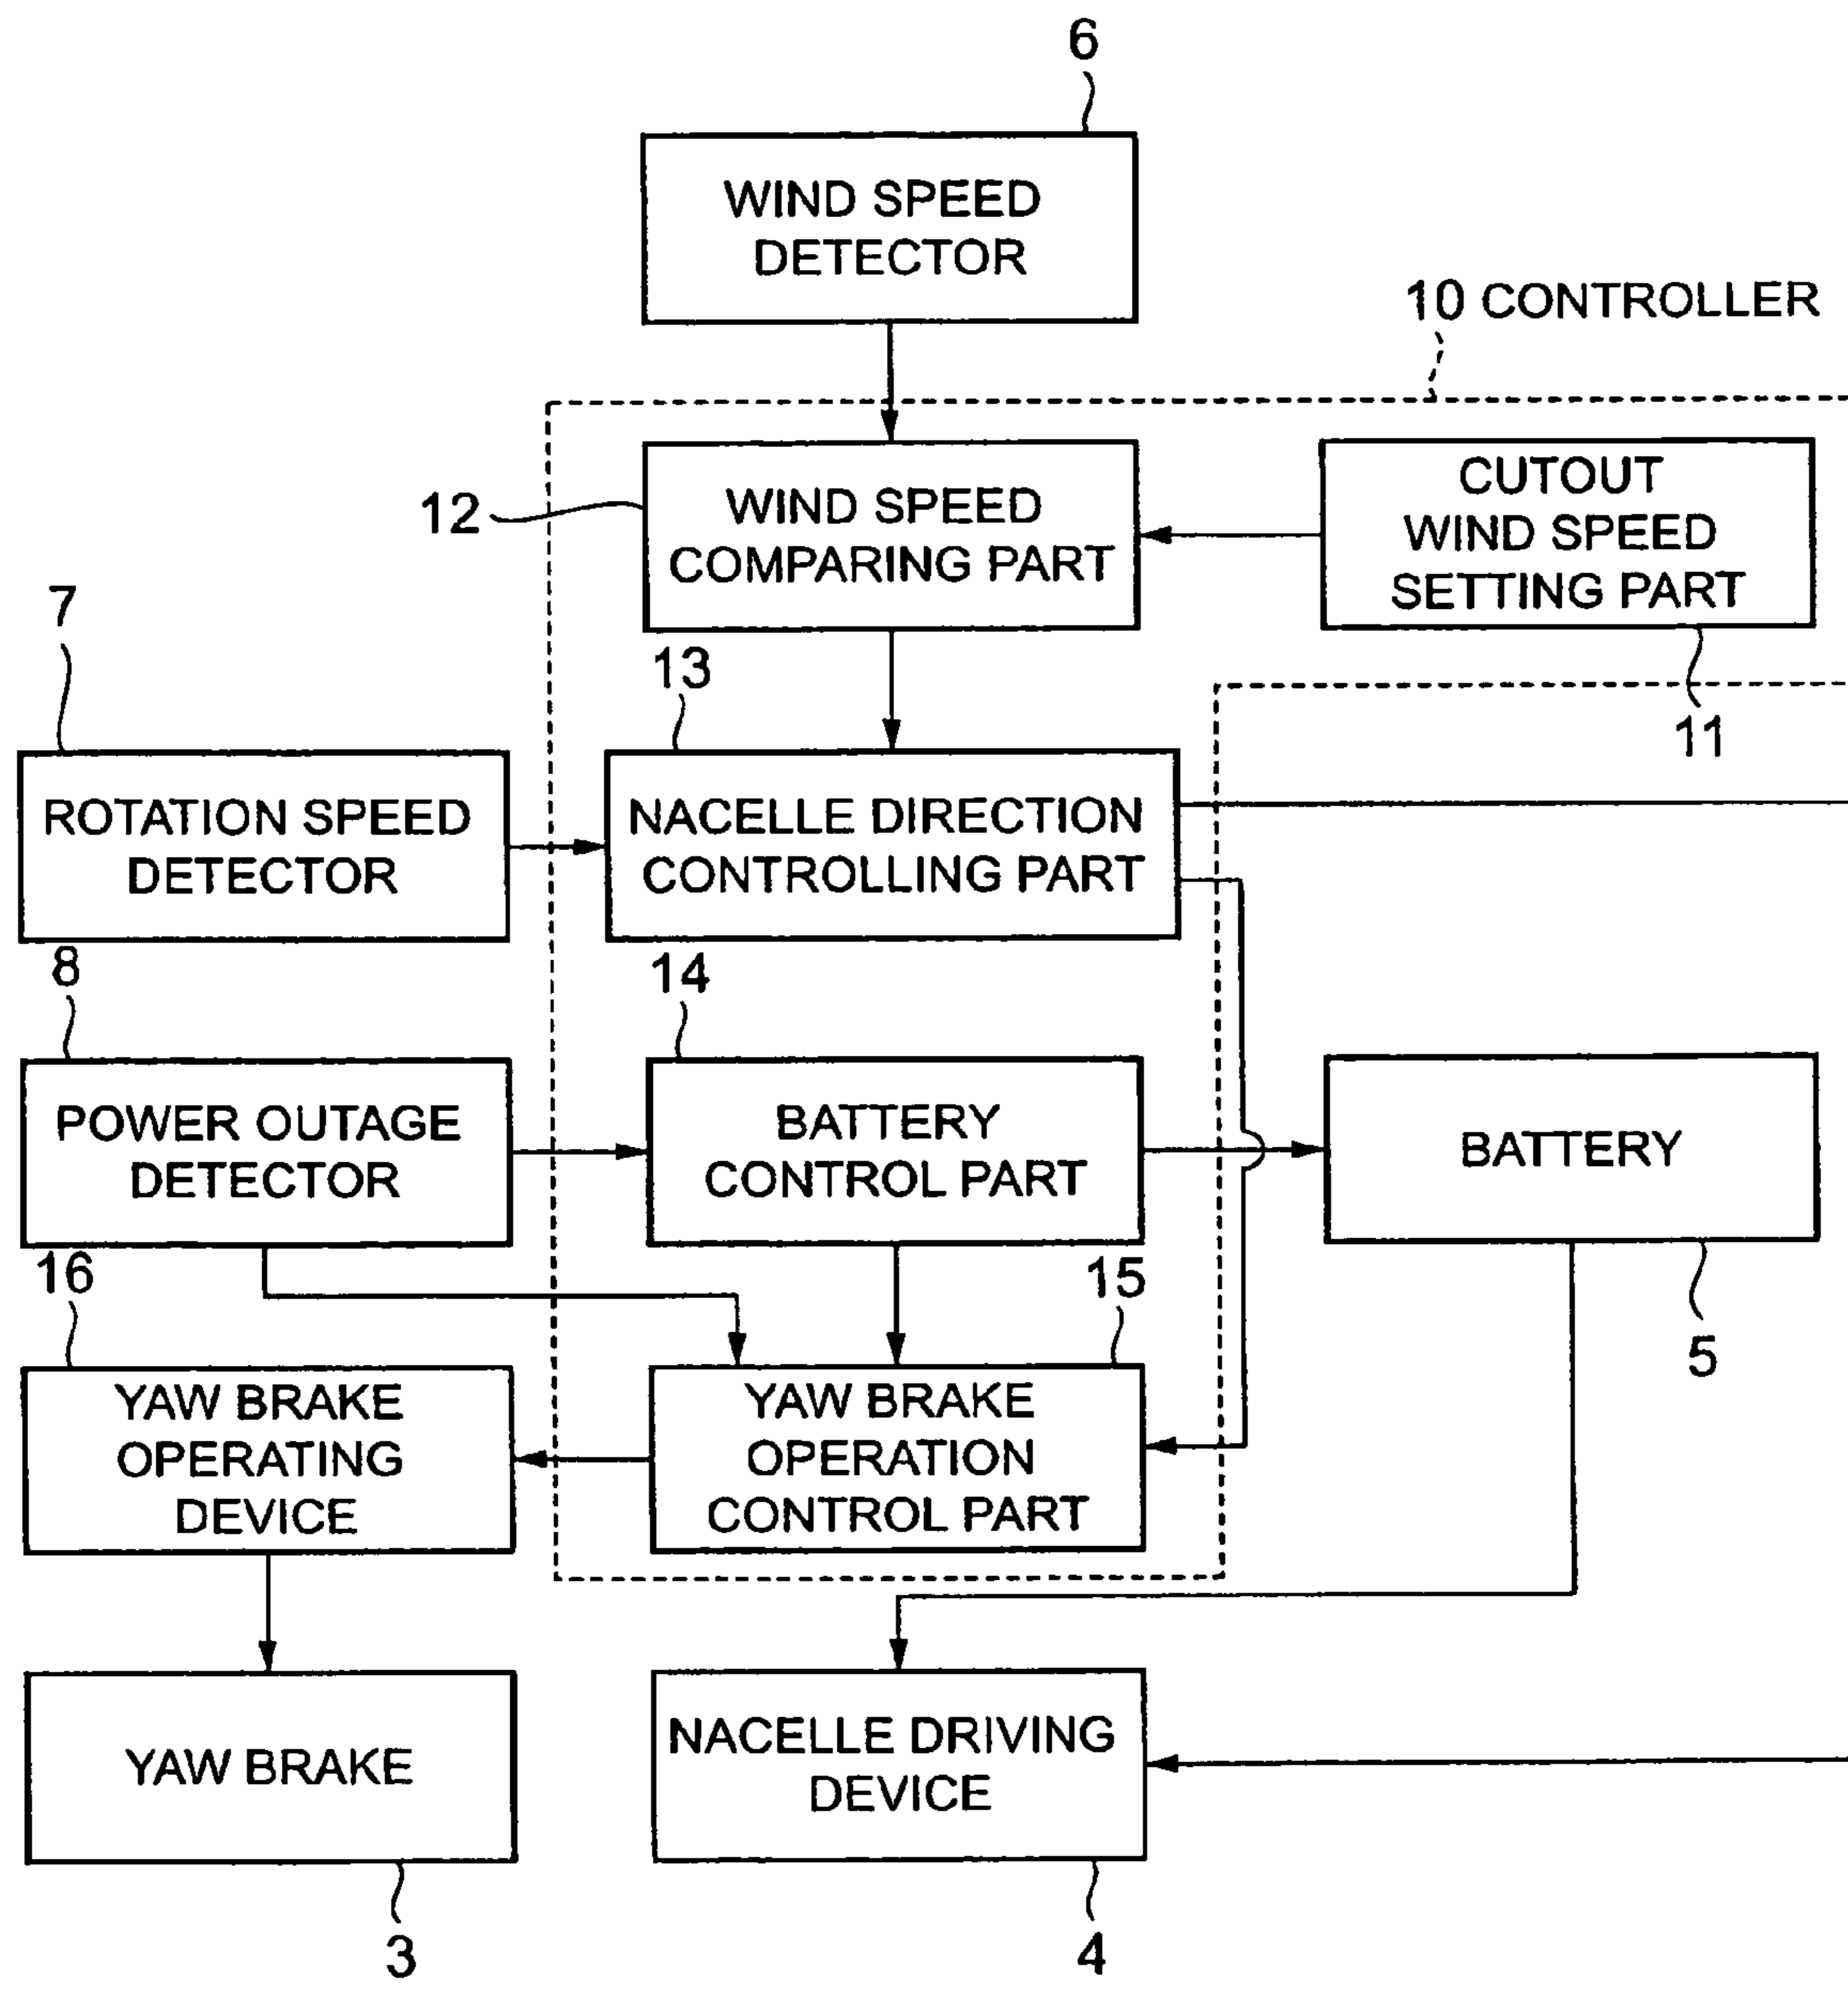 6
WIND SPEED
DETECTOR
10 CONTROLLER
12
WIND SPEED
COMPARING PART
CUTOUT
WIND SPEED
SETTING PART
11
7
ROTATION SPEED
DETECTOR
13
NACELLE DIRECTION
CONTROLLING PART
8
POWER OUTAGE
DETECTOR
14
BATTERY
CONTROL PART
BATTERY
5
16
YAW BRAKE
OPERATING
DEVICE
15
YAW BRAKE
OPERATION
CONTROL PART
YAW BRAKE
3
NACELLE DRIVING
DEVICE
4